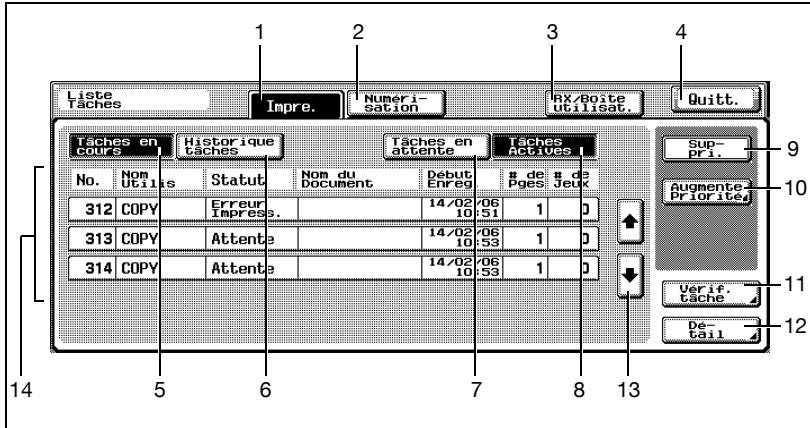 1 2 3 4
Liste
Tâches
Impre.
Numéri-
sation
RX/Boîte
utilisat.
Quitt.
Tâches en
cours
Historique
tâches
Tâches en
attente
Tâches
Actives
Sup-
pri.
9
No. Nom
Utilis Statut Nom du
Document Début
Enreg. # de
Pges # de
Jeux
Augmente
Priorité
10
312 COPY Erreur
Impress. 14/02/06
10:51 1 0
313 COPY Attente 14/02/06
10:53 1 0
314 COPY Attente 14/02/06
10:53 1 0
Vérif.
tâche
11
Dé-
tail
12
14 5 6 7 8 13